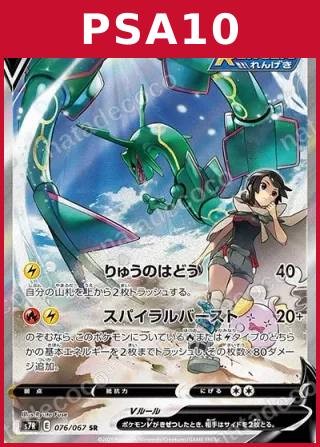 PSA10
れんげき
りゅうのはどう 40
自分の山札を上から2枚トラッシュする。
スパイラルバースト 20+
のぞむなら、このポケモンについている🔥または⚡タイプ
の基本エネルギーを2枚までトラッシュし、その枚数×80ダメー
ジ追加。
弱点 抵抗力 にげる
s7R E 076/067 SR
Vルール
ポケモンVがきぜつしたとき、相手はサイドを2枚とる。